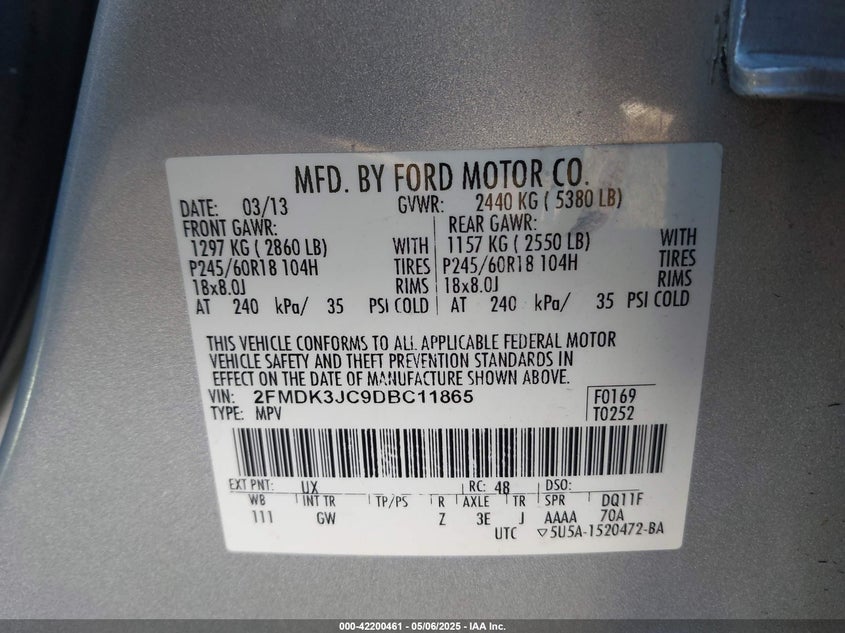 MFD. BY FORD MOTOR CO.
DATE: 03/13 GVWR: 2440 KG ( 5380 LB)
FRONT GAWR: REAR GAWR:
1297 KG ( 2860 LB) WITH 1157 KG ( 2550 LB) WITH
P245/60R18 104H TIRES P245/60R18 104H TIRES
18x8.0J RIMS 18x8.0J RIMS
AT 240 kPa/ 35 PSI COLD AT 240 kPa/ 35 PSI COLD
THIS VEHICLE CONFORMS TO ALL APPLICABLE FEDERAL MOTOR
VEHICLE SAFETY AND THEFT PREVENTION STANDARDS IN
EFFECT ON THE DATE OF MANUFACTURE SHOWN ABOVE.
VIN: 2FMDK3JC9DBC11865 F0169
TYPE: MPV T0252
EXT PNT: UX RC: 48 DSO:
WB INT TR TP/PS R AXLE TR SPR DQ11F
111 GW Z 3E J AAAA 70A
UTC ▽5U5A-1520472-BA
000-42200461 - 05/06/2025 - IAA Inc.